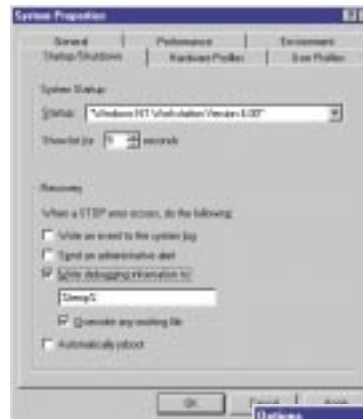 System Properties
General Performance Environment
Startup/Shutdown Hardware Profiles User Profiles
System Startup
Startup: "Windows NT Workstation Version 4.00"
Show list for seconds
Recovery
When a STOP error occurs, do the following:
Write an event to the system log
Send an administrative alert
Write debugging information to:
Overwrite any existing file
Automatically reboot
OK Cancel Apply
Options